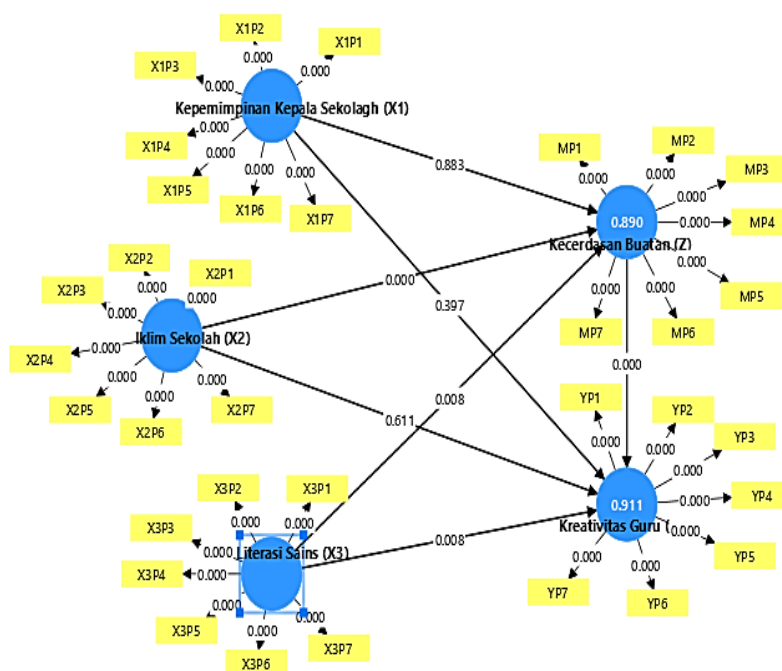 X1P2
X1P1
X1P3
0.000
0.000
0.000
Kepemimpinan Kepala Sekolagh (X1)
X1P4
0.000
0.000
0.000
0.000
X1P5
X1P6
X1P7
0.883
MP1
MP2
MP3
0.000
0.000
0.000
0.890
0.000
MP4
Kecerdasan Buatan (Z)
0.000
MP5
0.000
0.000
MP7
MP6
X2P2
X2P1
X2P3
0.000
0.000
0.000
0.000
0.397
Iklim Sekolah (X2)
X2P4
0.000
0.000
0.000
0.000
X2P5
X2P6
X2P7
0.000
0.008
0.611
YP1
YP2
YP3
0.000
0.000
0.000
0.911
0.000
YP4
Kreativitas Guru (
0.000
YP5
0.000
0.000
YP7
YP6
X3P2
X3P1
X3P3
0.000
0.000
0.000
Literasi Sains (X3)
0.008
X3P4
0.000
0.000
0.000
0.000
X3P5
X3P6
X3P7